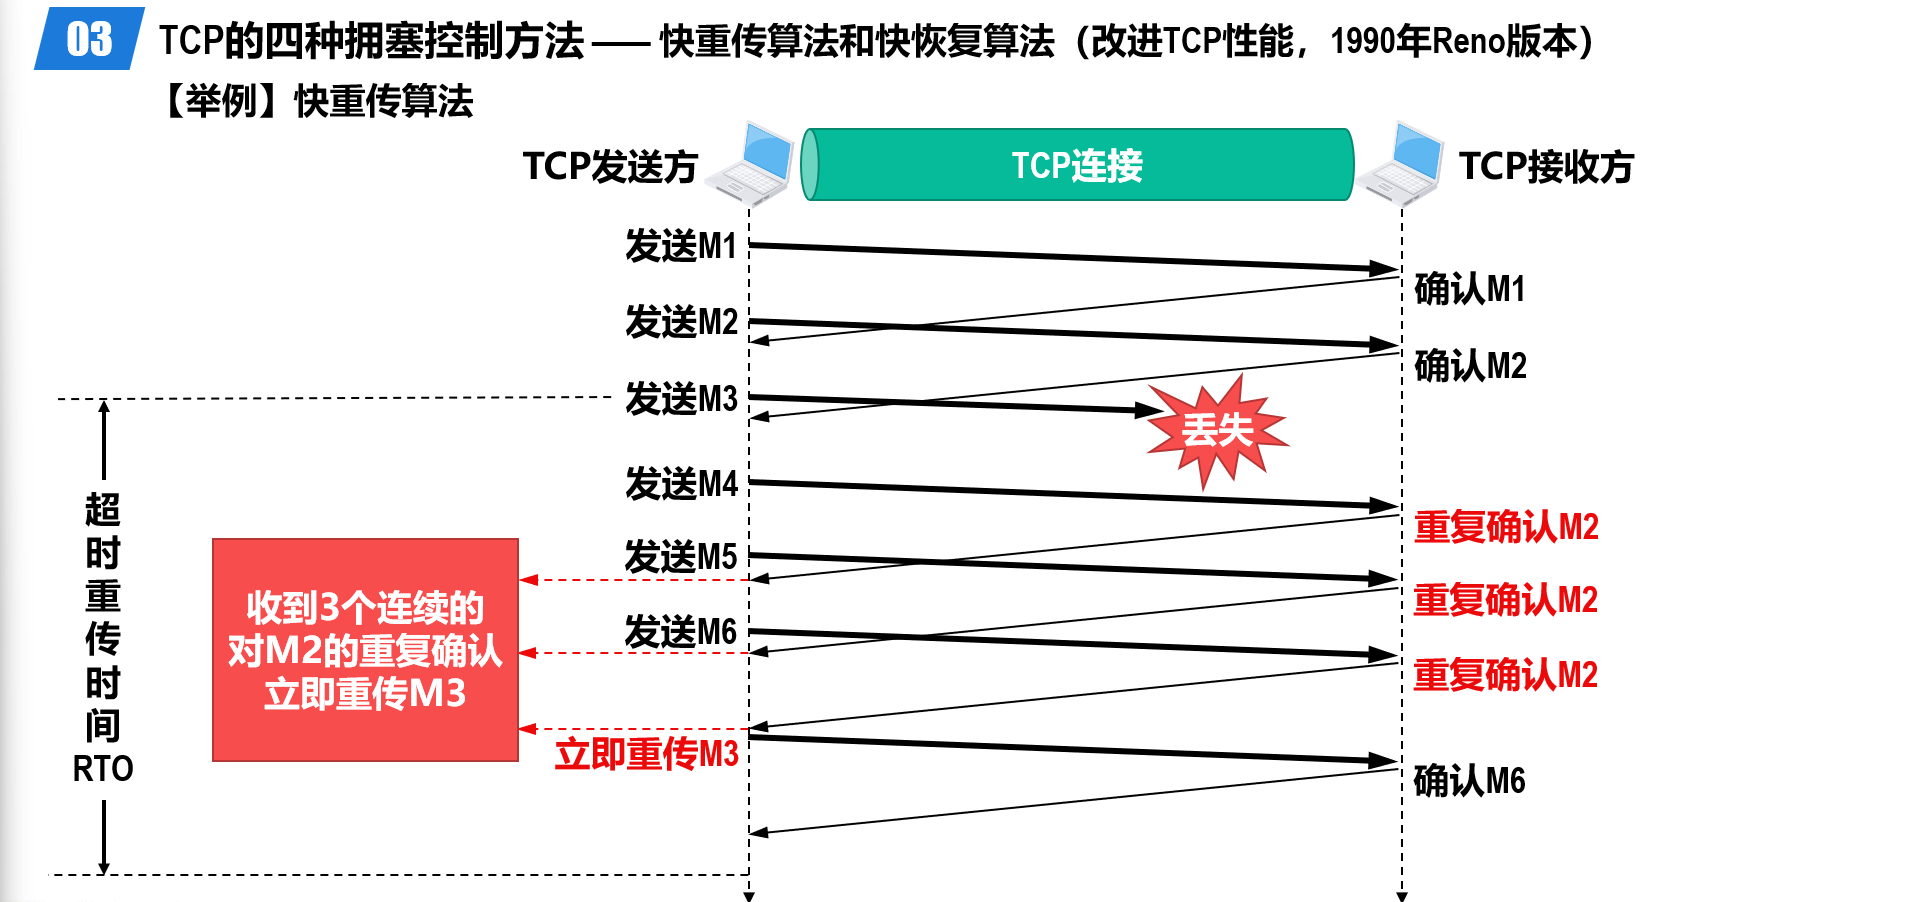 03
TCP的四种拥塞控制方法 —— 快重传算法和快恢复算法（改进TCP性能，1990年Reno版本）
【举例】快重传算法
TCP发送方
TCP连接
TCP接收方
发送M1
确认M1
发送M2
确认M2
发送M3
丢失
发送M4
重复确认M2
发送M5
重复确认M2
发送M6
重复确认M2
超时重传时间
RTO
收到3个连续的
对M2的重复确认
立即重传M3
立即重传M3
确认M6